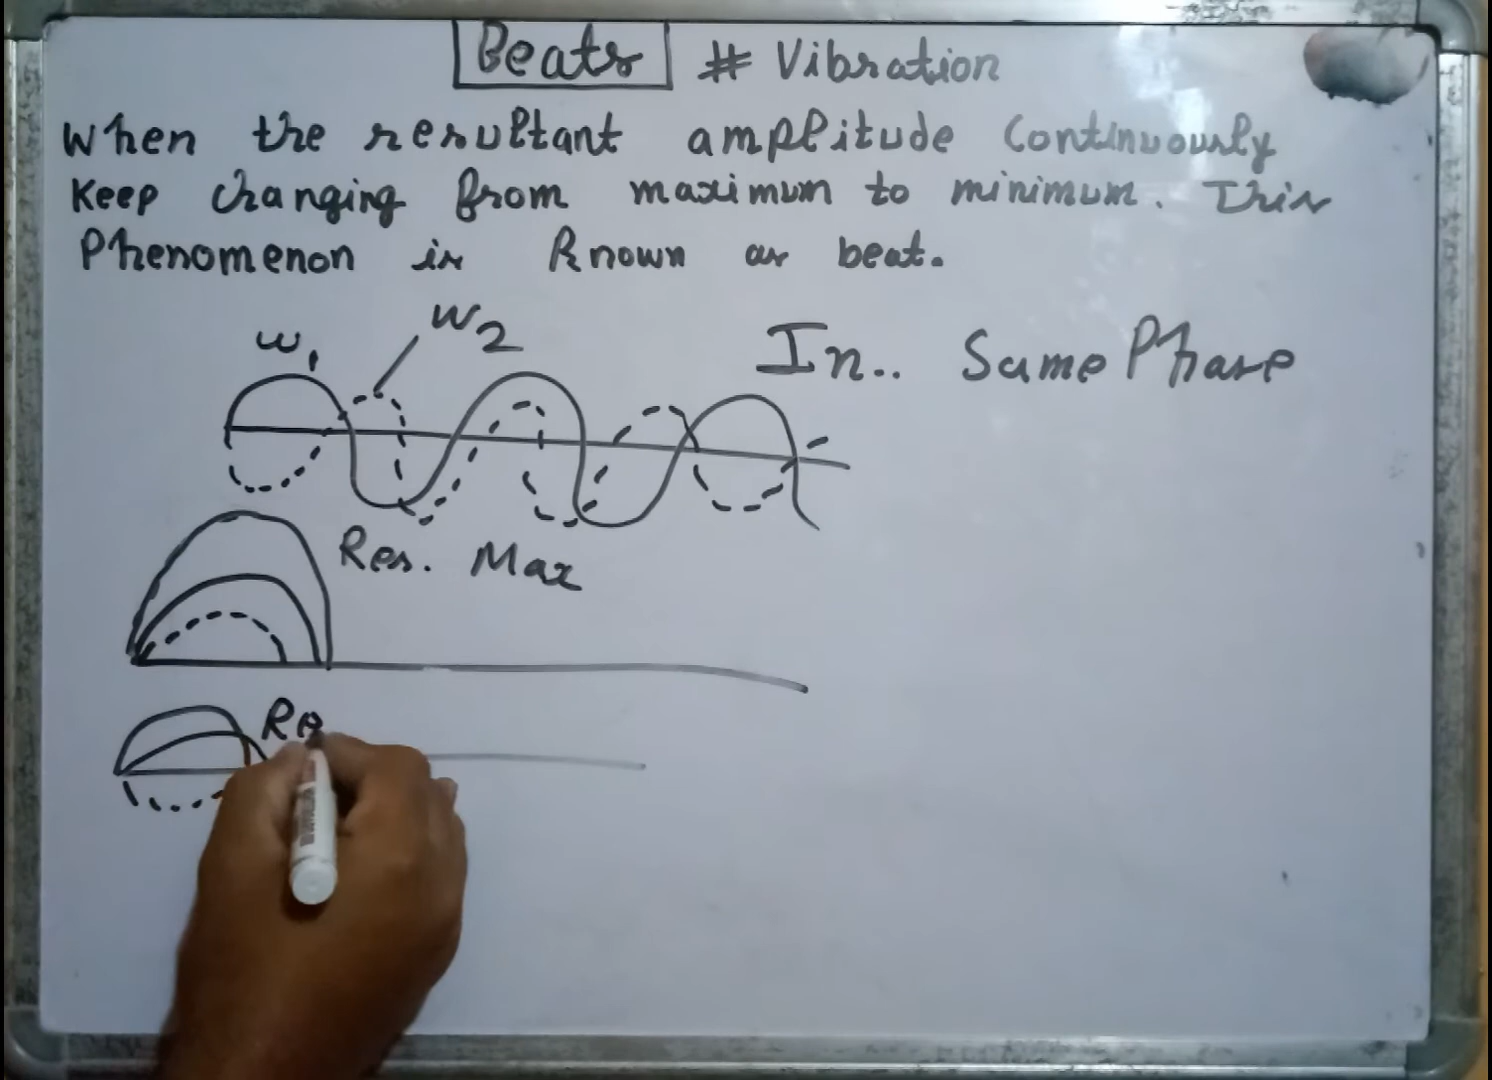 Beats # Vibration
When the resultant amplitude continuously
Keep changing from maximum to minimum. This
Phenomenon is known as beat.
w1 w2 In.. Same Phase
Res. Max
Re